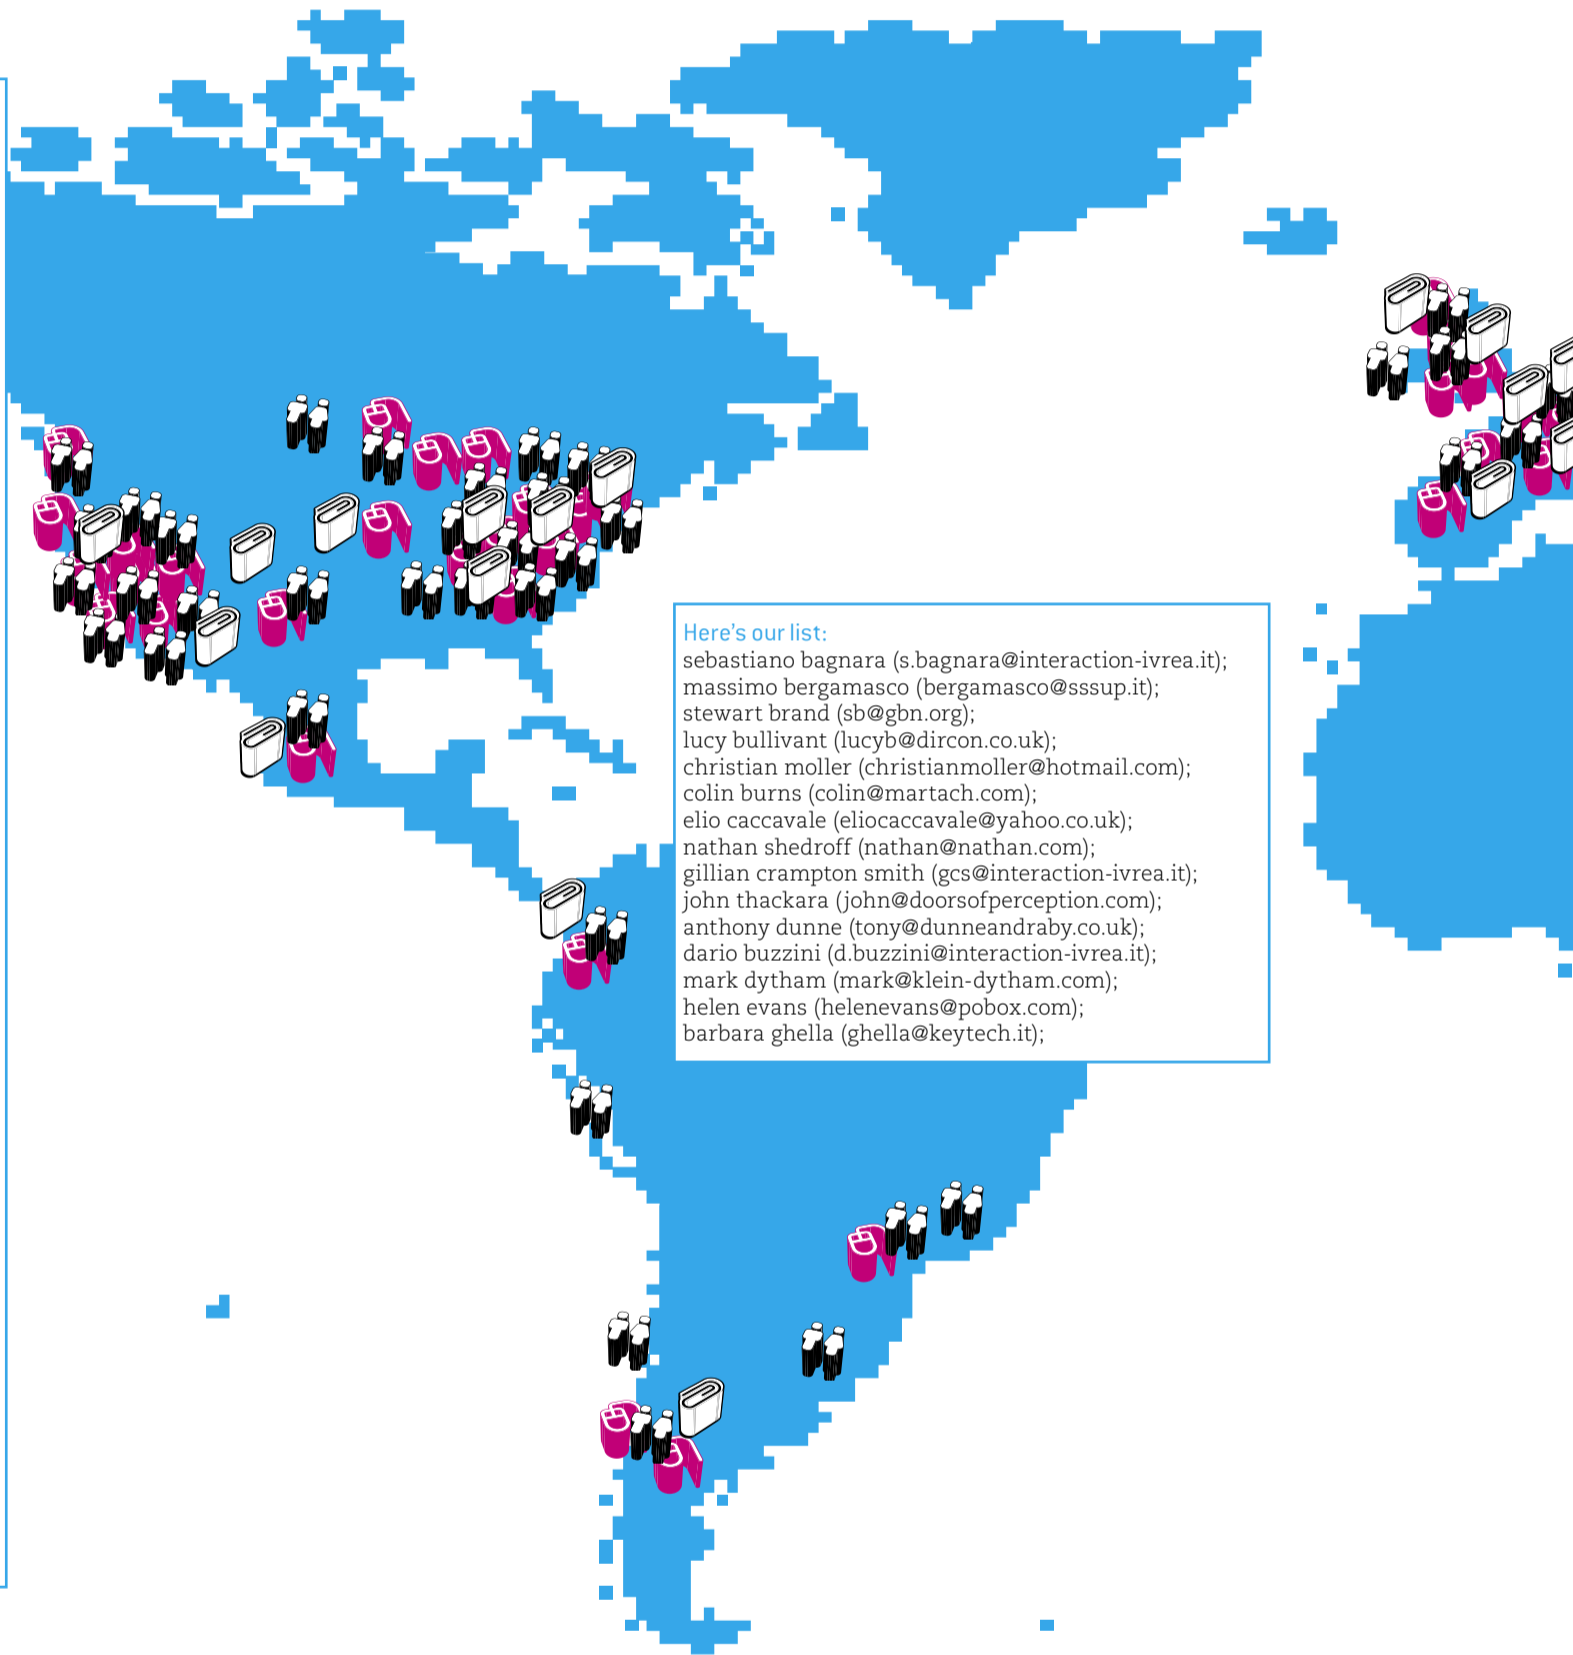 Here's our list:
sebastiano bagnara (s.bagnara@interaction-ivrea.it);
massimo bergamasco (bergamasco@sssup.it);
stewart brand (sb@gbn.org);
lucy bullivant (lucyb@dircon.co.uk);
christian moller (christianmoller@hotmail.com);
colin burns (colin@martach.com);
elio caccavale (eliocaccavale@yahoo.co.uk);
nathan shedroff (nathan@nathan.com);
gillian crampton smith (gcs@interaction-ivrea.it);
john thackara (john@doorsofperception.com);
anthony dunne (tony@dunneandraby.co.uk);
dario buzzini (d.buzzini@interaction-ivrea.it);
mark dytham (mark@klein-dytham.com);
helen evans (helenevans@pobox.com);
barbara ghella (ghella@keytech.it);